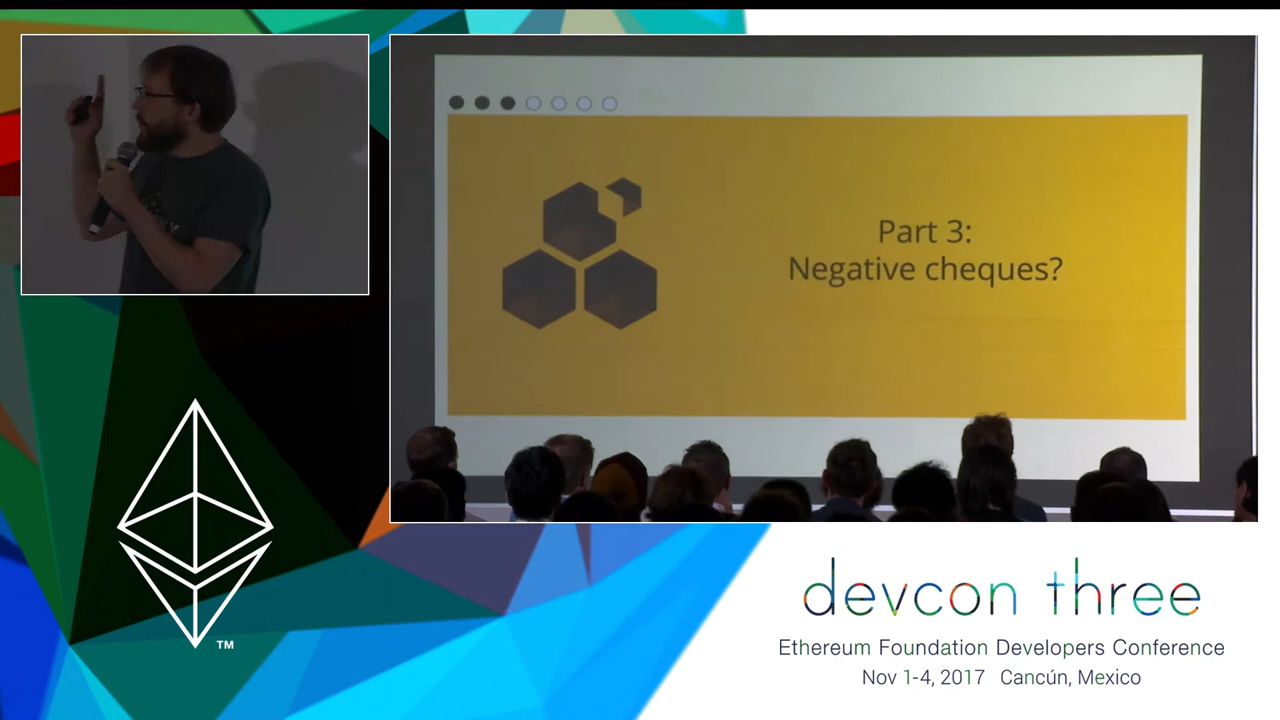 Part 3:
Negative cheques?
TM
devcon three
Ethereum Foundation Developers Conference
Nov 1-4, 2017 Cancún, Mexico